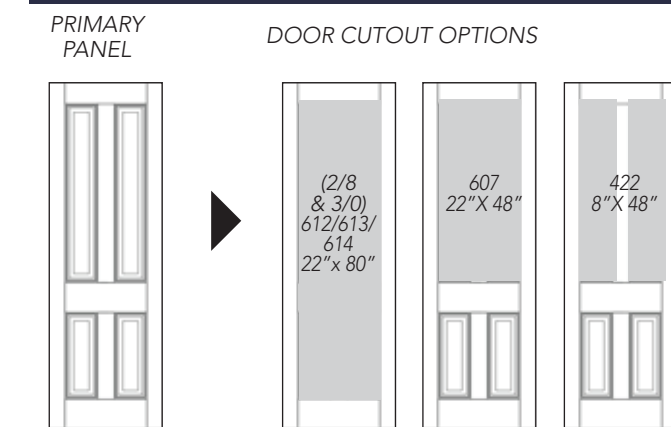 PRIMARY
PANEL
DOOR CUTOUT OPTIONS
(2/8
& 3/0)
612/613/
614
22”x 80”
607
22”X 48”
422
8”X 48”